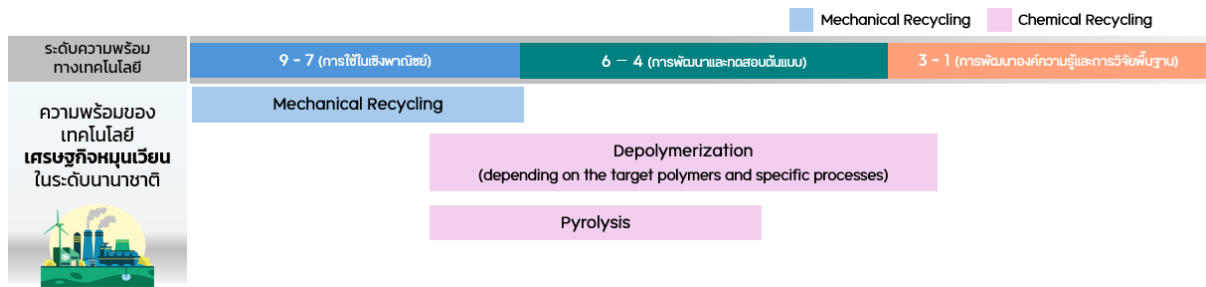 Mechanical Recycling
Chemical Recycling
ระดับความพร้อม
ทางเทคโนโลยี
9 - 7 (การใช้ในเชิงพาณิชย์)
6 – 4 (การพัฒนาและทดสอบต้นแบบ)
3 - 1 (การพัฒนาองค์ความรู้และการวิจัยพื้นฐาน)
ความพร้อมของ
เทคโนโลยี
เศรษฐกิจหมุนเวียน
ในระดับนานาชาติ
Mechanical Recycling
Depolymerization
(depending on the target polymers and specific processes)
Pyrolysis